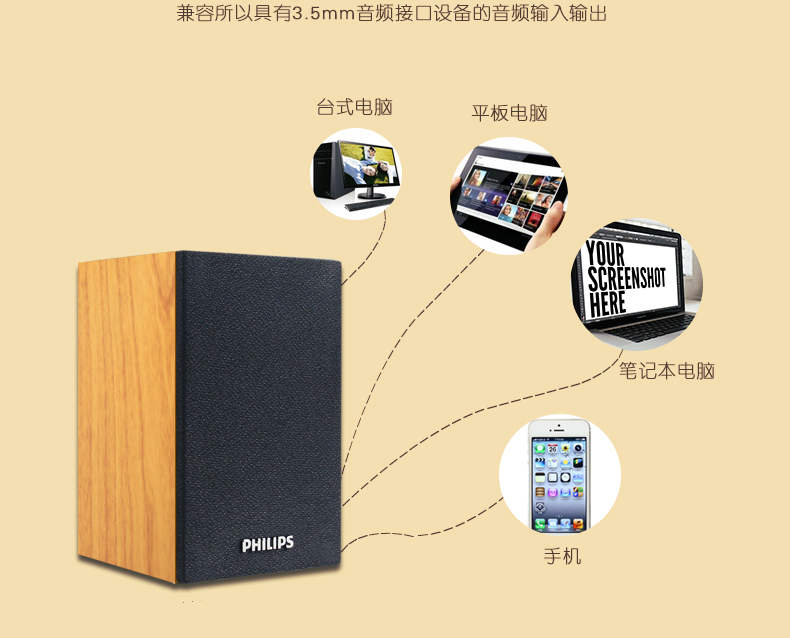 兼容所以具有3.5mm音频接口设备的音频输入输出
台式电脑
平板电脑
YOUR
SCREENSHOT
HERE
笔记本电脑
PHILIPS
手机